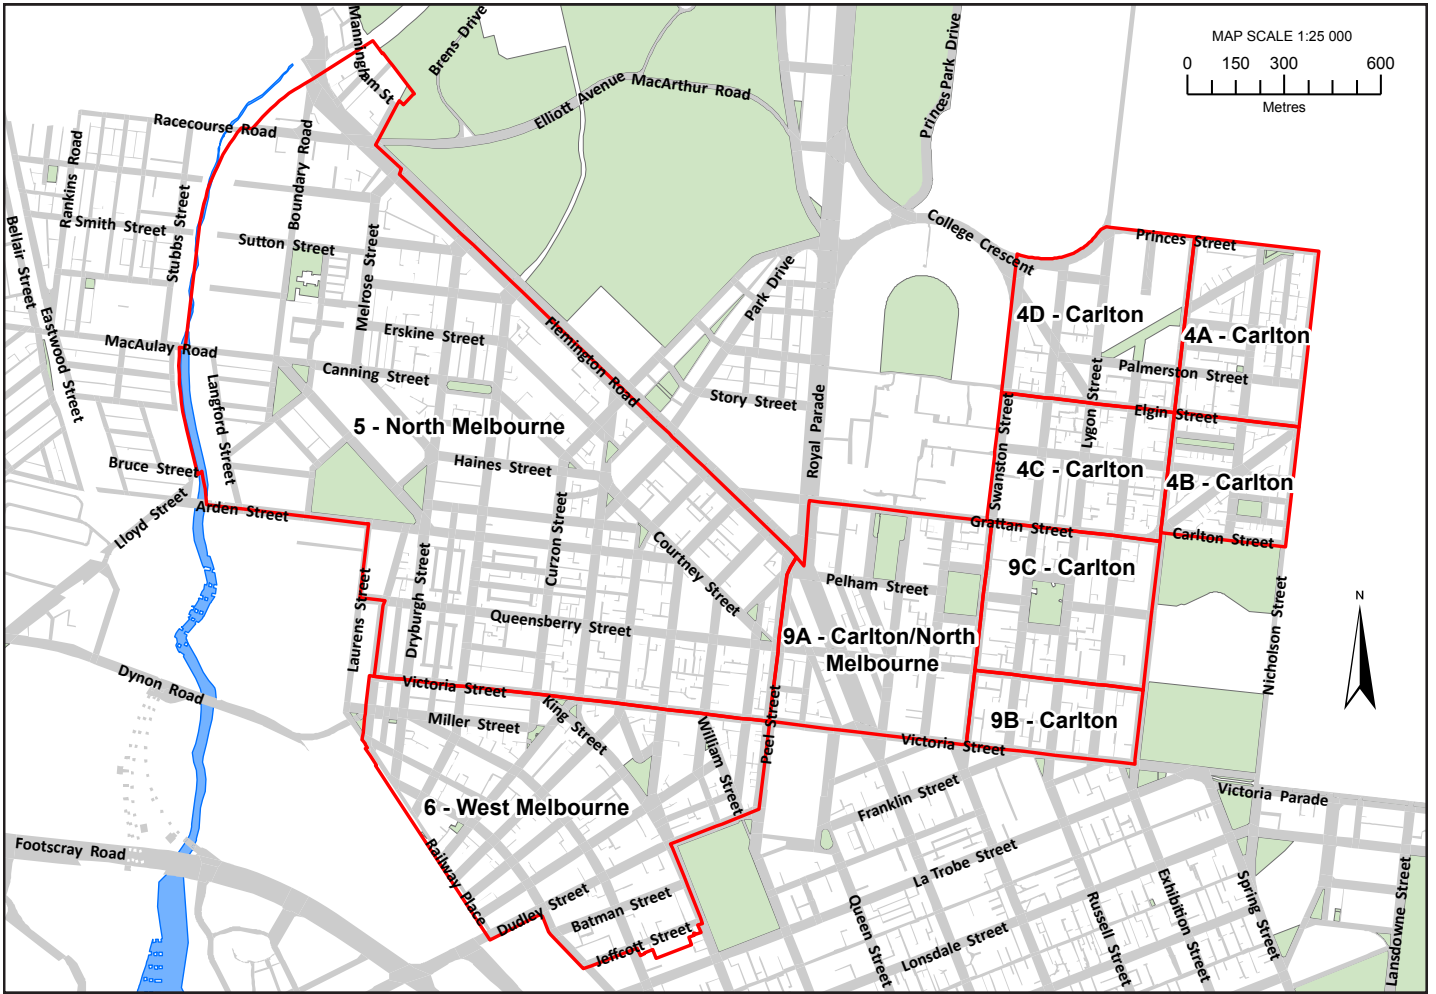 MAP SCALE 1:25 000
0 150 300 600
Metres
N
Manningham St
Brens Drive
Elliott Avenue
MacArthur Road
Princes Park Drive
Racecourse Road
Rankins Road
Boundary Road
Smith Street
Stubbs Street
Sutton Street
Melrose Street
Bellair Street
Eastwood Street
MacAulay Road
Langford Street
Erskine Street
Canning Street
Flemington Road
Park Drive
Story Street
Royal Parade
College Crescent
Princes Street
4D - Carlton
4A - Carlton
Palmerston Street
Lygon Street
Elgin Street
Swanston Street
5 - North Melbourne
Haines Street
4C - Carlton
4B - Carlton
Bruce Street
Lloyd Street
Arden Street
Grattan Street
Carlton Street
Curzon Street
Courtney Street
Pelham Street
9C - Carlton
Laurens Street
Dryburgh Street
Queensberry Street
9A - Carlton/North
Melbourne
Nicholson Street
Dynon Road
Victoria Street
Miller Street
King Street
William Street
Peel Street
9B - Carlton
Victoria Street
6 - West Melbourne
Franklin Street
Victoria Parade
Footscray Road
Railway Place
Dudley Street
Batman Street
Jeffcott Street
La Trobe Street
Queen Street
Lonsdale Street
Russell Street
Exhibition Street
Spring Street
Lansdowne Street